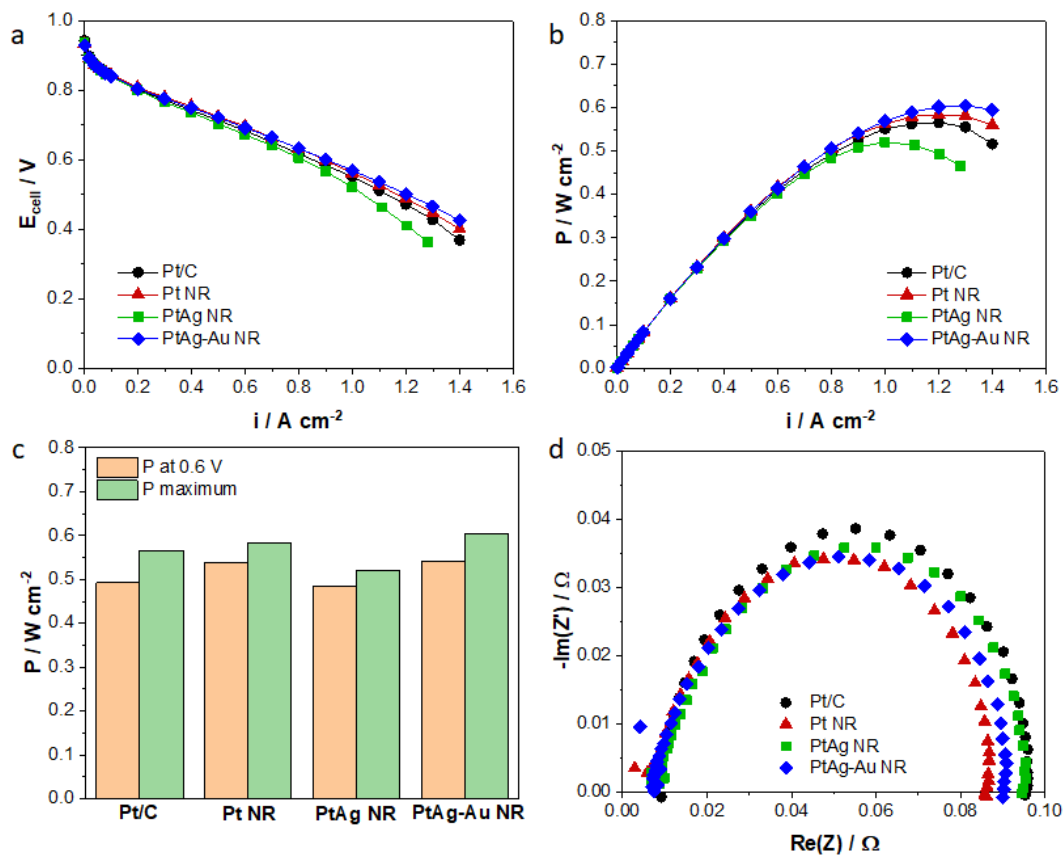 a
1.0
0.8
0.6
0.4
0.2
0.0
E_cell / V
Pt/C
Pt NR
PtAg NR
PtAg-Au NR
0.0 0.2 0.4 0.6 0.8 1.0 1.2 1.4 1.6
i / A cm⁻²
b
0.8
0.7
0.6
0.5
0.4
0.3
0.2
0.1
0.0
P / W cm⁻²
Pt/C
Pt NR
PtAg NR
PtAg-Au NR
0.0 0.2 0.4 0.6 0.8 1.0 1.2 1.4 1.6
i / A cm⁻²
c
0.8
0.7
0.6
0.5
0.4
0.3
0.2
0.1
0.0
P / W cm⁻²
P at 0.6 V
P maximum
Pt/C Pt NR PtAg NR PtAg-Au NR
d
0.05
0.04
0.03
0.02
0.01
0.00
-Im(Z') / Ω
Pt/C
Pt NR
PtAg NR
PtAg-Au NR
0.00 0.02 0.04 0.06 0.08 0.10
Re(Z) / Ω